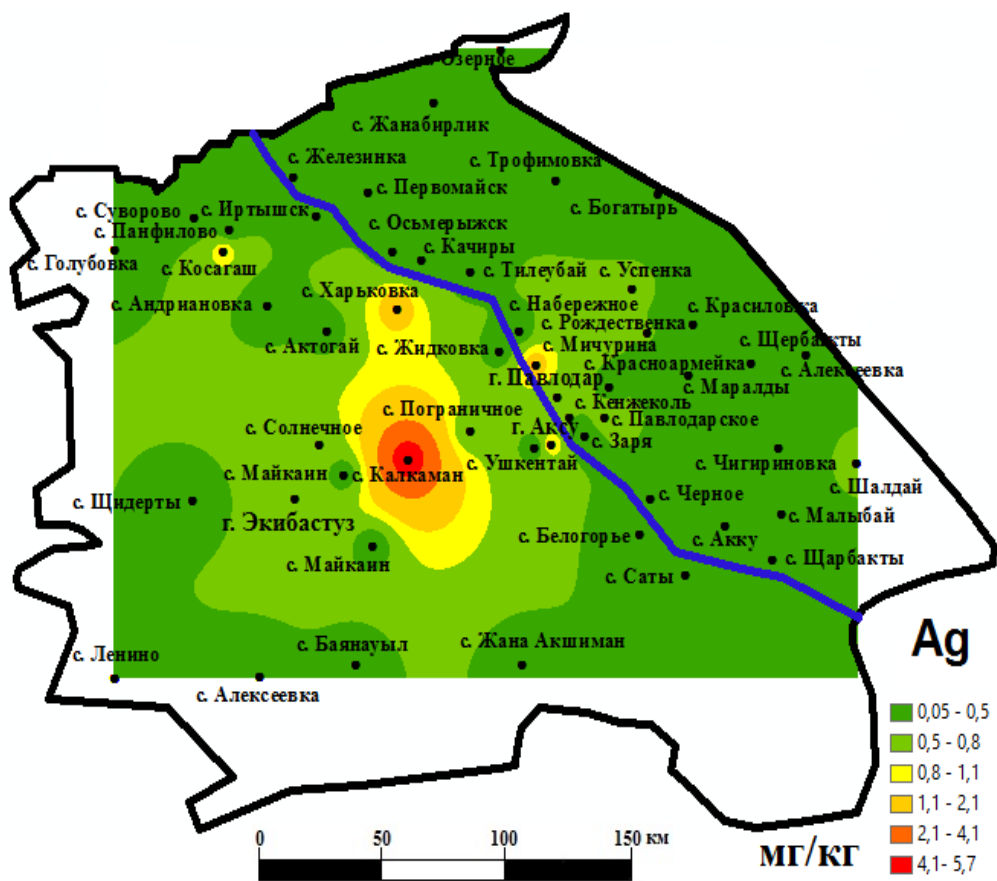 с. Озерное
с. Жанабирлик
с. Железинка
с. Трофимовка
с. Первомайск
с. Богатырь
с. Суворово
с. Иртышск
с. Панфилово
с. Осьмерыжск
с. Качиры
с. Голубовка
с. Косагаш
с. Тилеубай
с. Успенка
с. Харьковка
с. Андриановка
с. Набережное
с. Красиловка
с. Рождественка
с. Актогай
с. Жидковка
с. Мичурина
с. Щербакты
с. Красноармейка
с. Алексеевка
г. Павлодар
с. Маралды
с. Кенжеколь
с. Пограничное
с. Павлодарское
г. Аксу
с. Солнечное
с. Заря
с. Ушкентай
с. Чигириновка
с. Майкаин
с. Калкаман
с. Шалдай
с. Щидерты
с. Черное
с. Малыбай
г. Экибастуз
с. Белогорье
с. Акку
с. Майкаин
с. Щарбакты
с. Саты
с. Баянауыл
с. Жана Акшиман
Ag
с. Ленино
с. Алексеевка
0,05 - 0,5
0,5 - 0,8
0,8 - 1,1
1,1 - 2,1
2,1 - 4,1
4,1 - 5,7
0 50 100 150 км
мг/кг